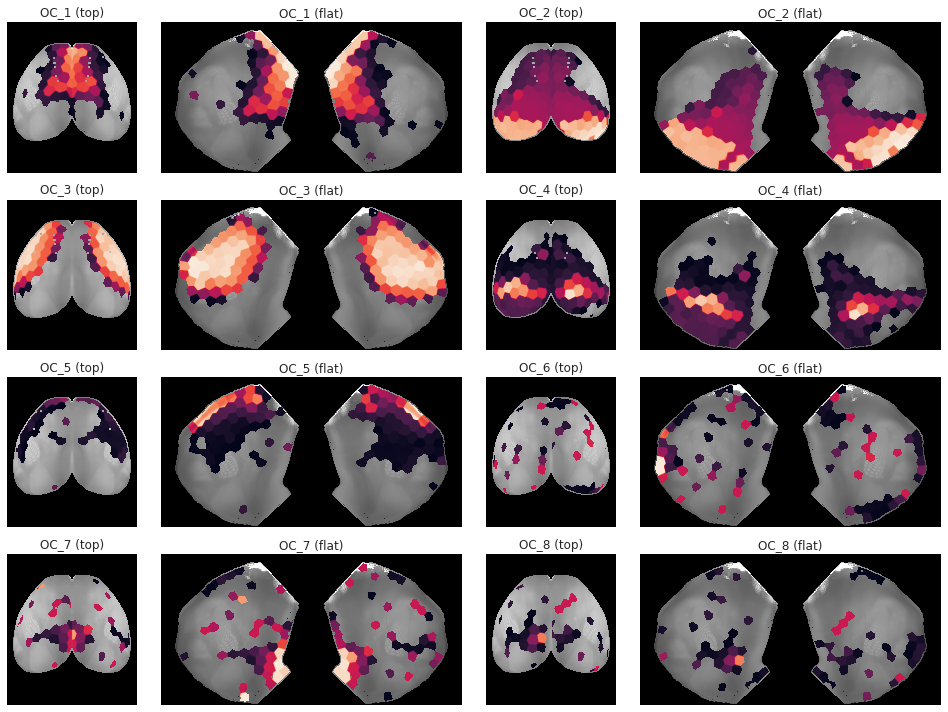 OC_1 (top)
OC_1 (flat)
OC_2 (top)
OC_2 (flat)
OC_3 (top)
OC_3 (flat)
OC_4 (top)
OC_4 (flat)
OC_5 (top)
OC_5 (flat)
OC_6 (top)
OC_6 (flat)
OC_7 (top)
OC_7 (flat)
OC_8 (top)
OC_8 (flat)